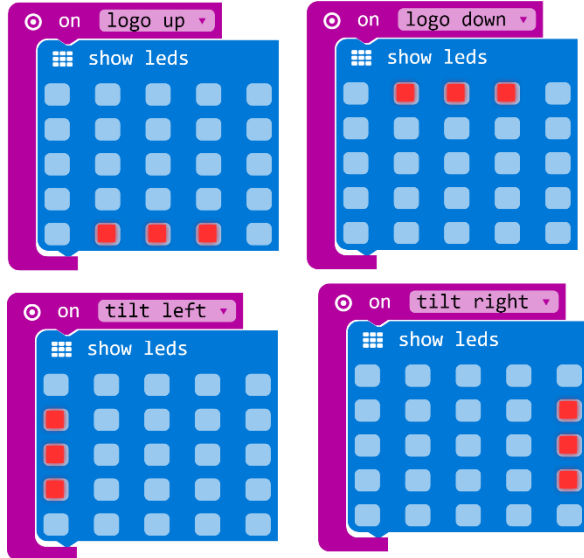 on logo up
show leds
on logo down
show leds
on tilt left
show leds
on tilt right
show leds